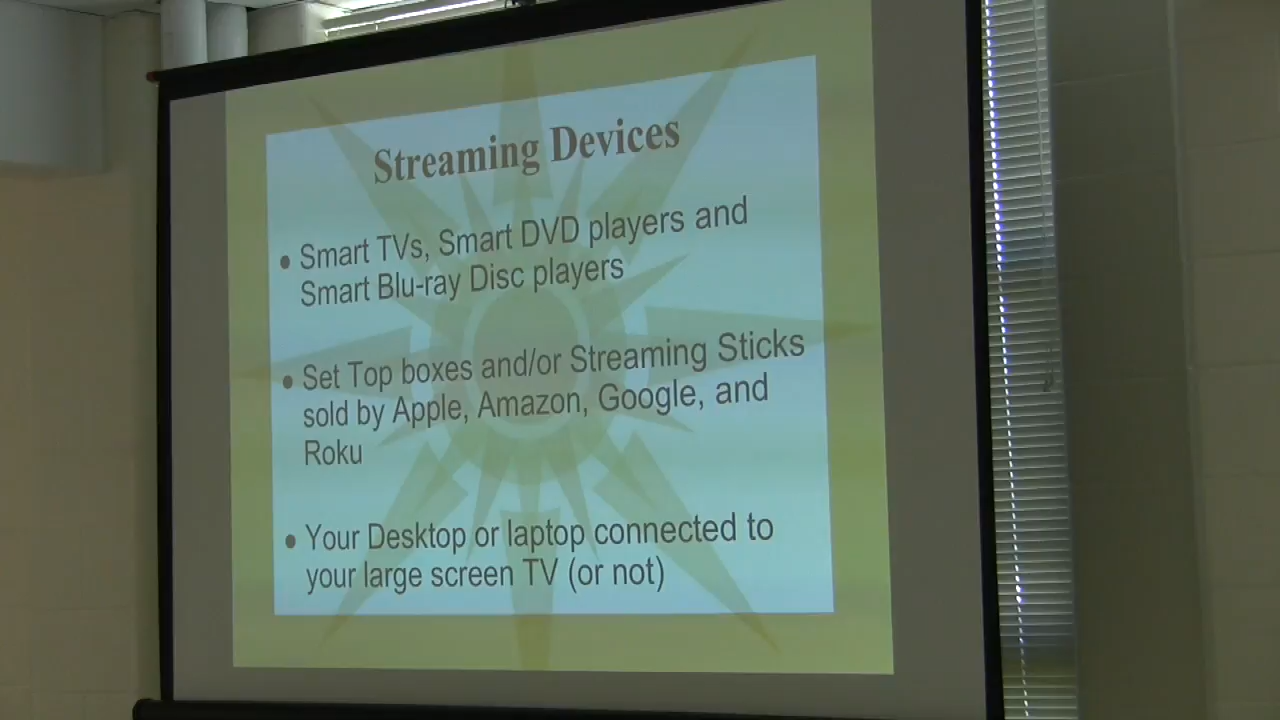 Streaming Devices
• Smart TVs, Smart DVD players and
Smart Blu-ray Disc players
• Set Top boxes and/or Streaming Sticks
sold by Apple, Amazon, Google, and
Roku
• Your Desktop or laptop connected to
your large screen TV (or not)